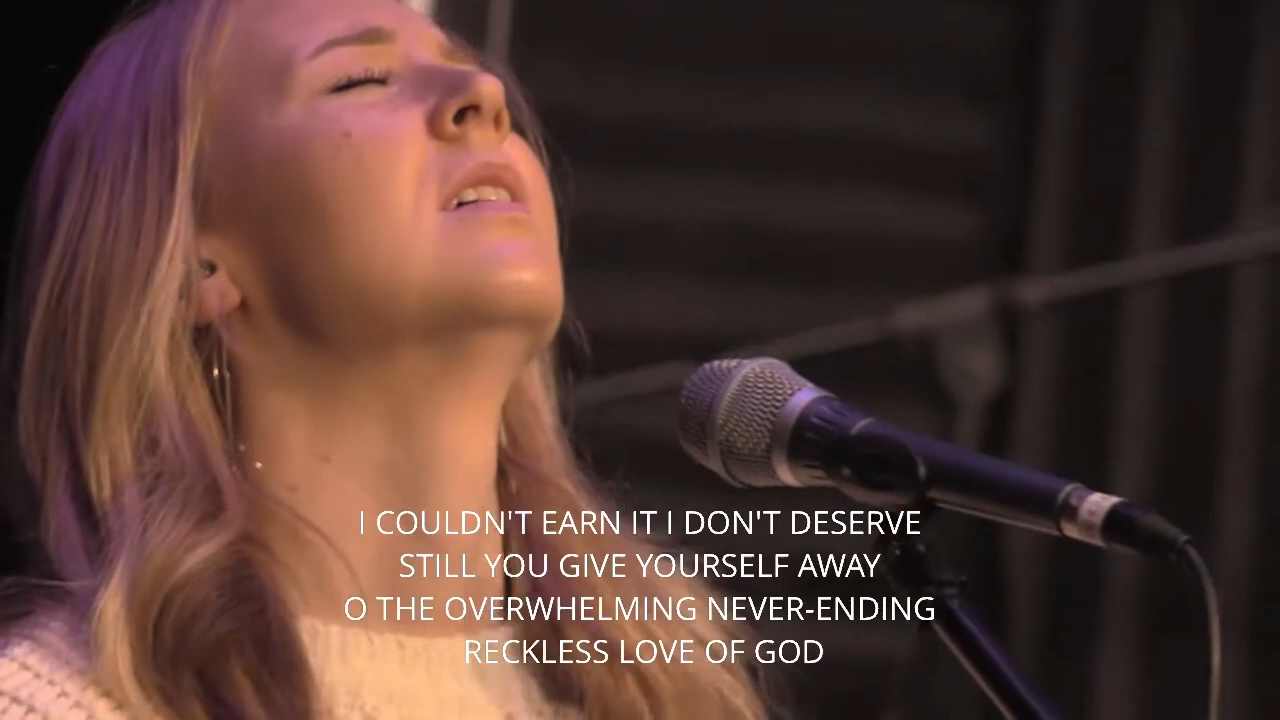 I COULDN'T EARN IT I DON'T DESERVE
STILL YOU GIVE YOURSELF AWAY
O THE OVERWHELMING NEVER-ENDING
RECKLESS LOVE OF GOD